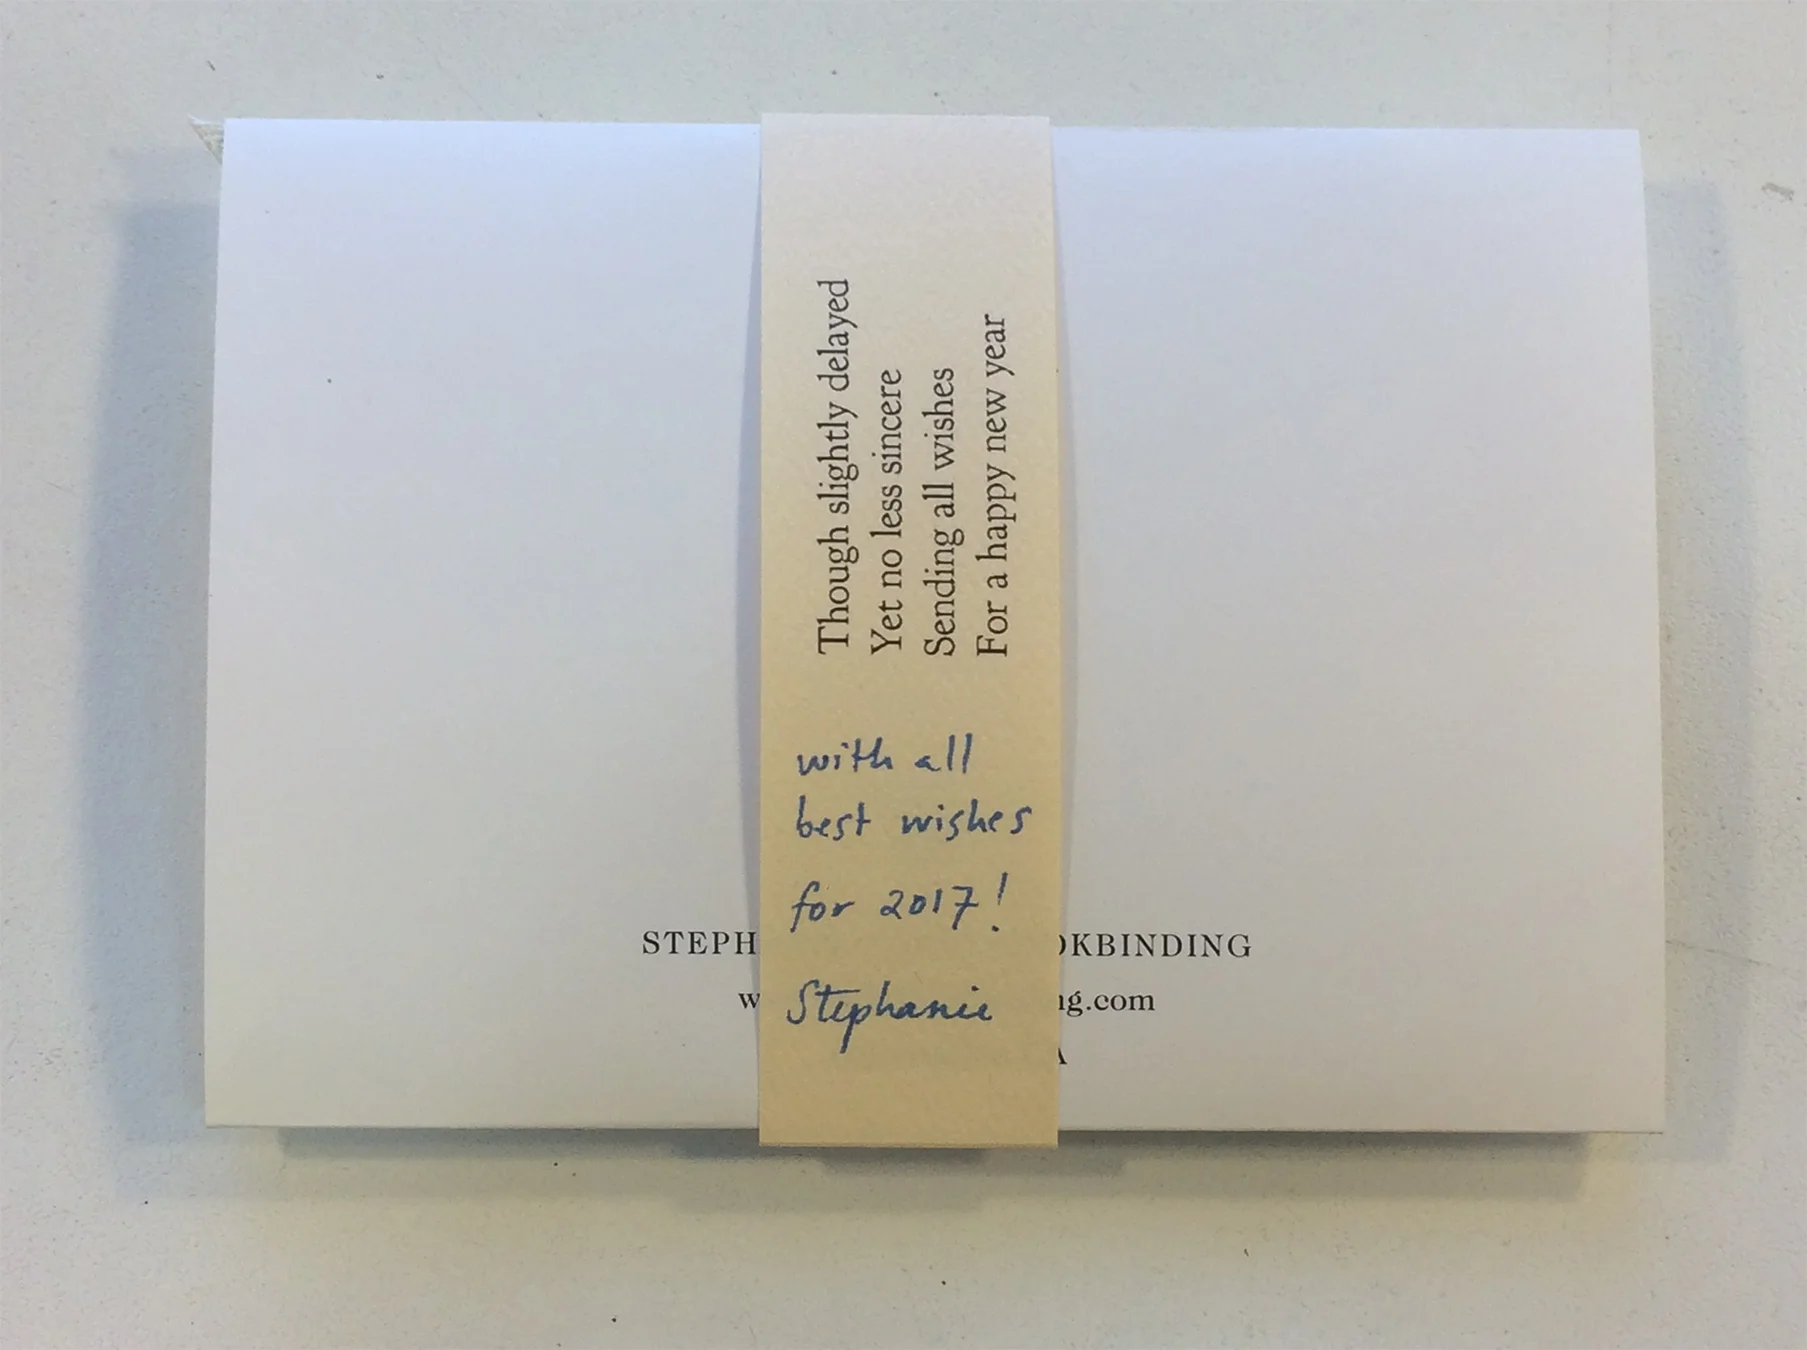 Though slightly delayed
Yet no less sincere
Sending all wishes
For a happy new year
with all
best wishes
for 2017!
Stephanie
STEPH OKBINDING
w ng.com
A